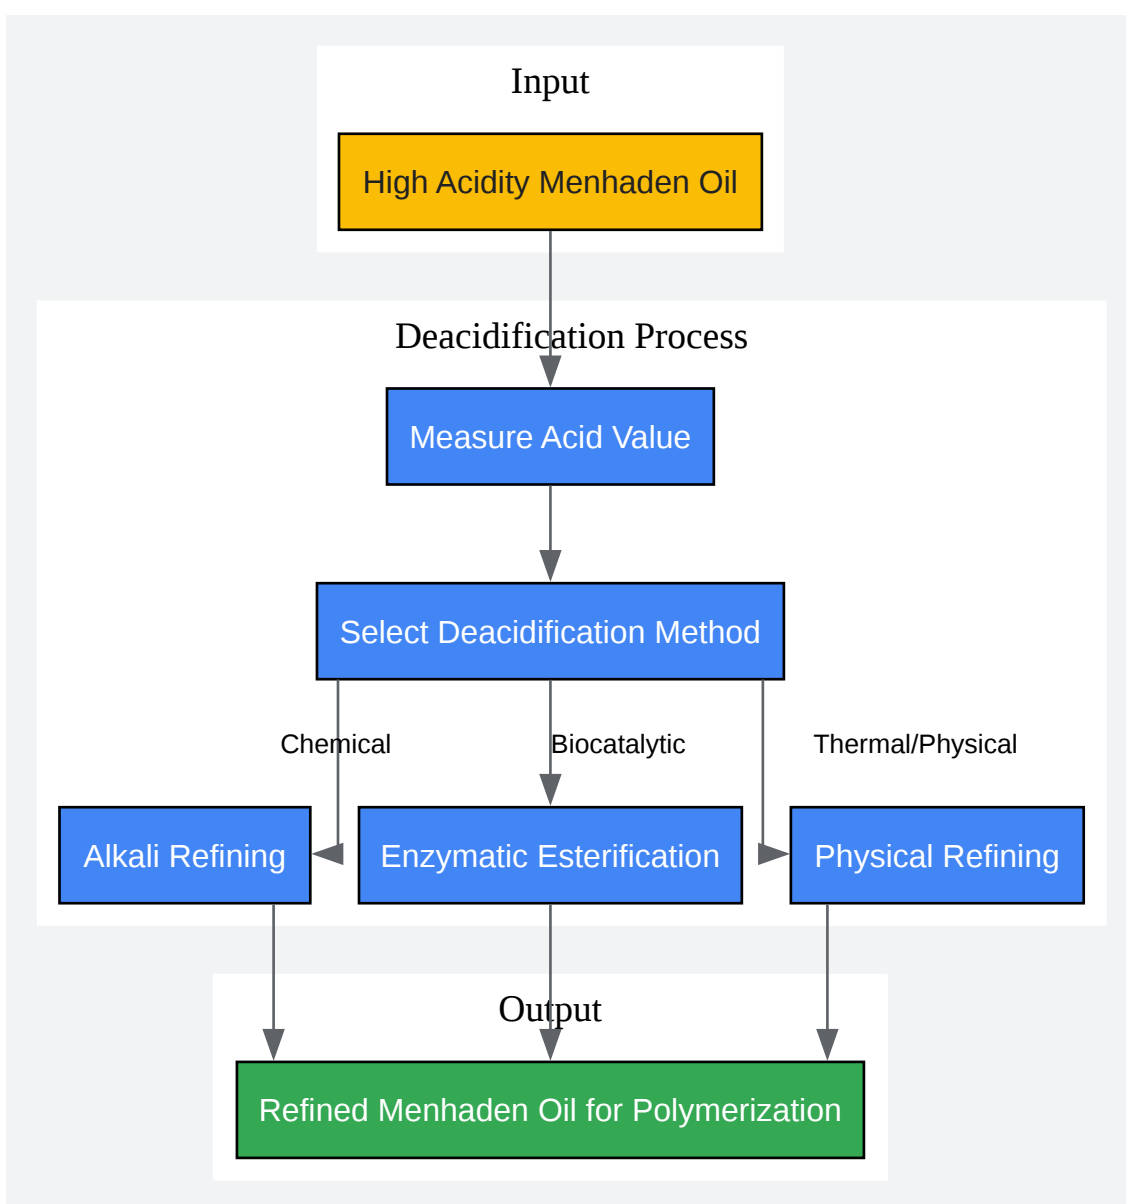 Input
High Acidity Menhaden Oil
Deacidification Process
Measure Acid Value
Select Deacidification Method
Chemical
Biocatalytic
Thermal/Physical
Alkali Refining
Enzymatic Esterification
Physical Refining
Output
Refined Menhaden Oil for Polymerization